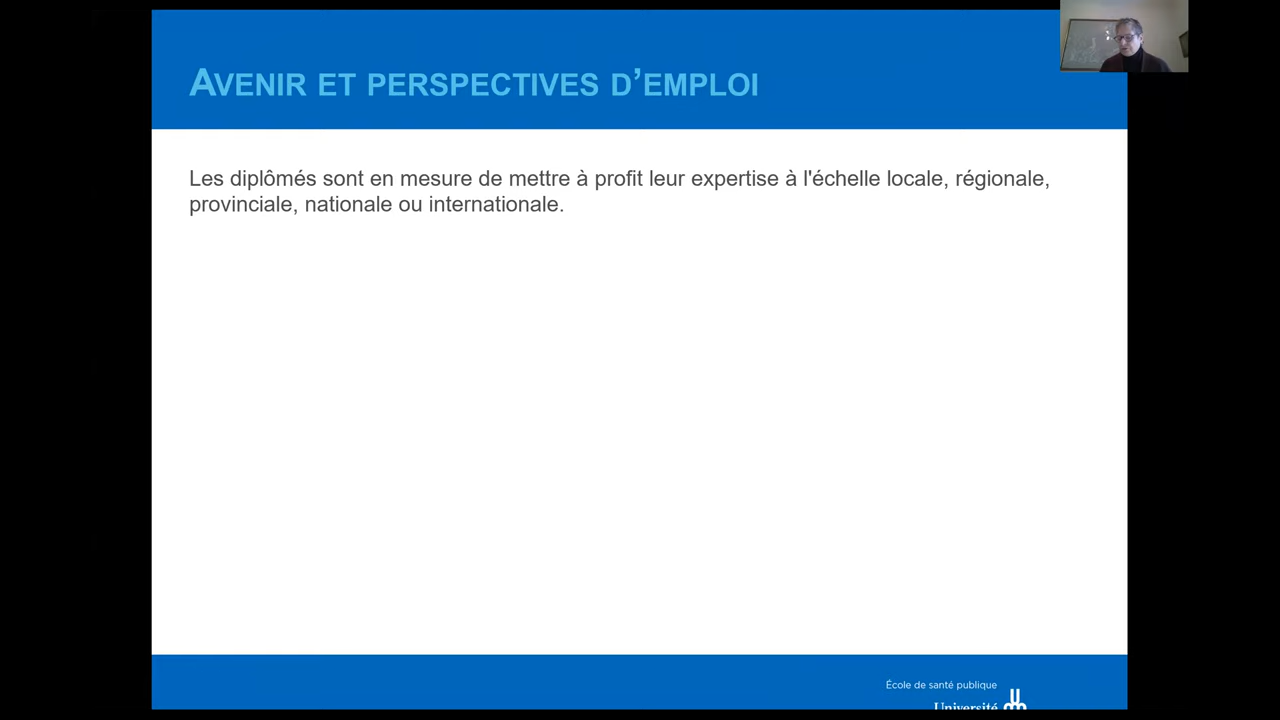 AVENIR ET PERSPECTIVES D’EMPLOI
Les diplômés sont en mesure de mettre à profit leur expertise à l'échelle locale, régionale,
provinciale, nationale ou internationale.
École de santé publique
Université